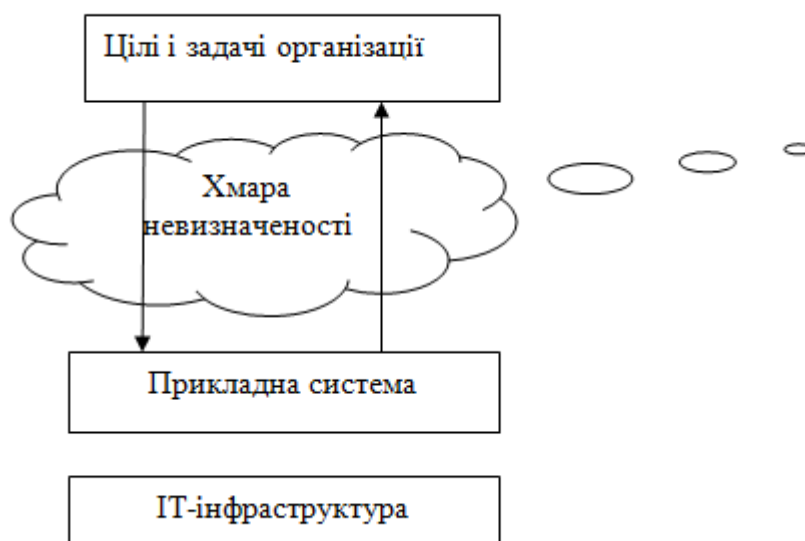 Цілі і задачі організації
Хмара
невизначеності
Прикладна система
ІТ-інфраструктура